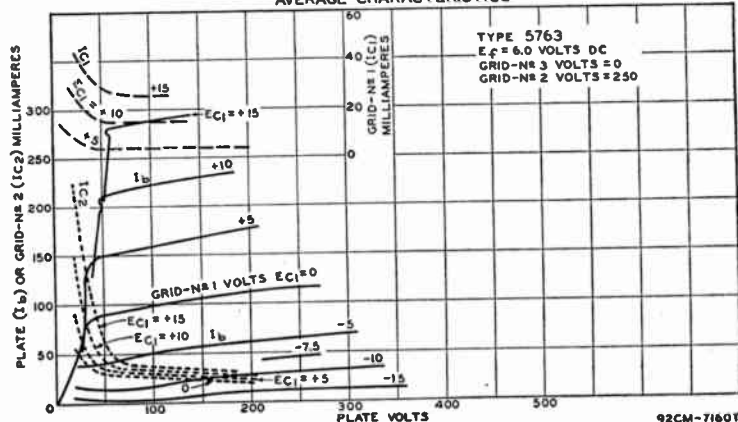 AVERAGE CHARACTERISTICS
TYPE 5763
Ef=6.0 VOLTS DC
GRID-Nº 3 VOLTS=0
GRID-Nº 2 VOLTS=250
60
40
20
0
GRID-Nº 1 (IC1)
MILLIAMPERES
PLATE (Ib) OR GRID-Nº 2 (IC2) MILLIAMPERES
300
250
200
150
100
50
0
IC1
+15
EC1=+10
EC1=+15
+5
Ib
+10
IC2
+5
GRID-Nº 1 VOLTS EC1=0
EC1=+15
EC1=+10
Ib
-5
-7.5
-10
0
EC1=+5
-15
100
200
300
400
500
PLATE VOLTS
92CM-7160T